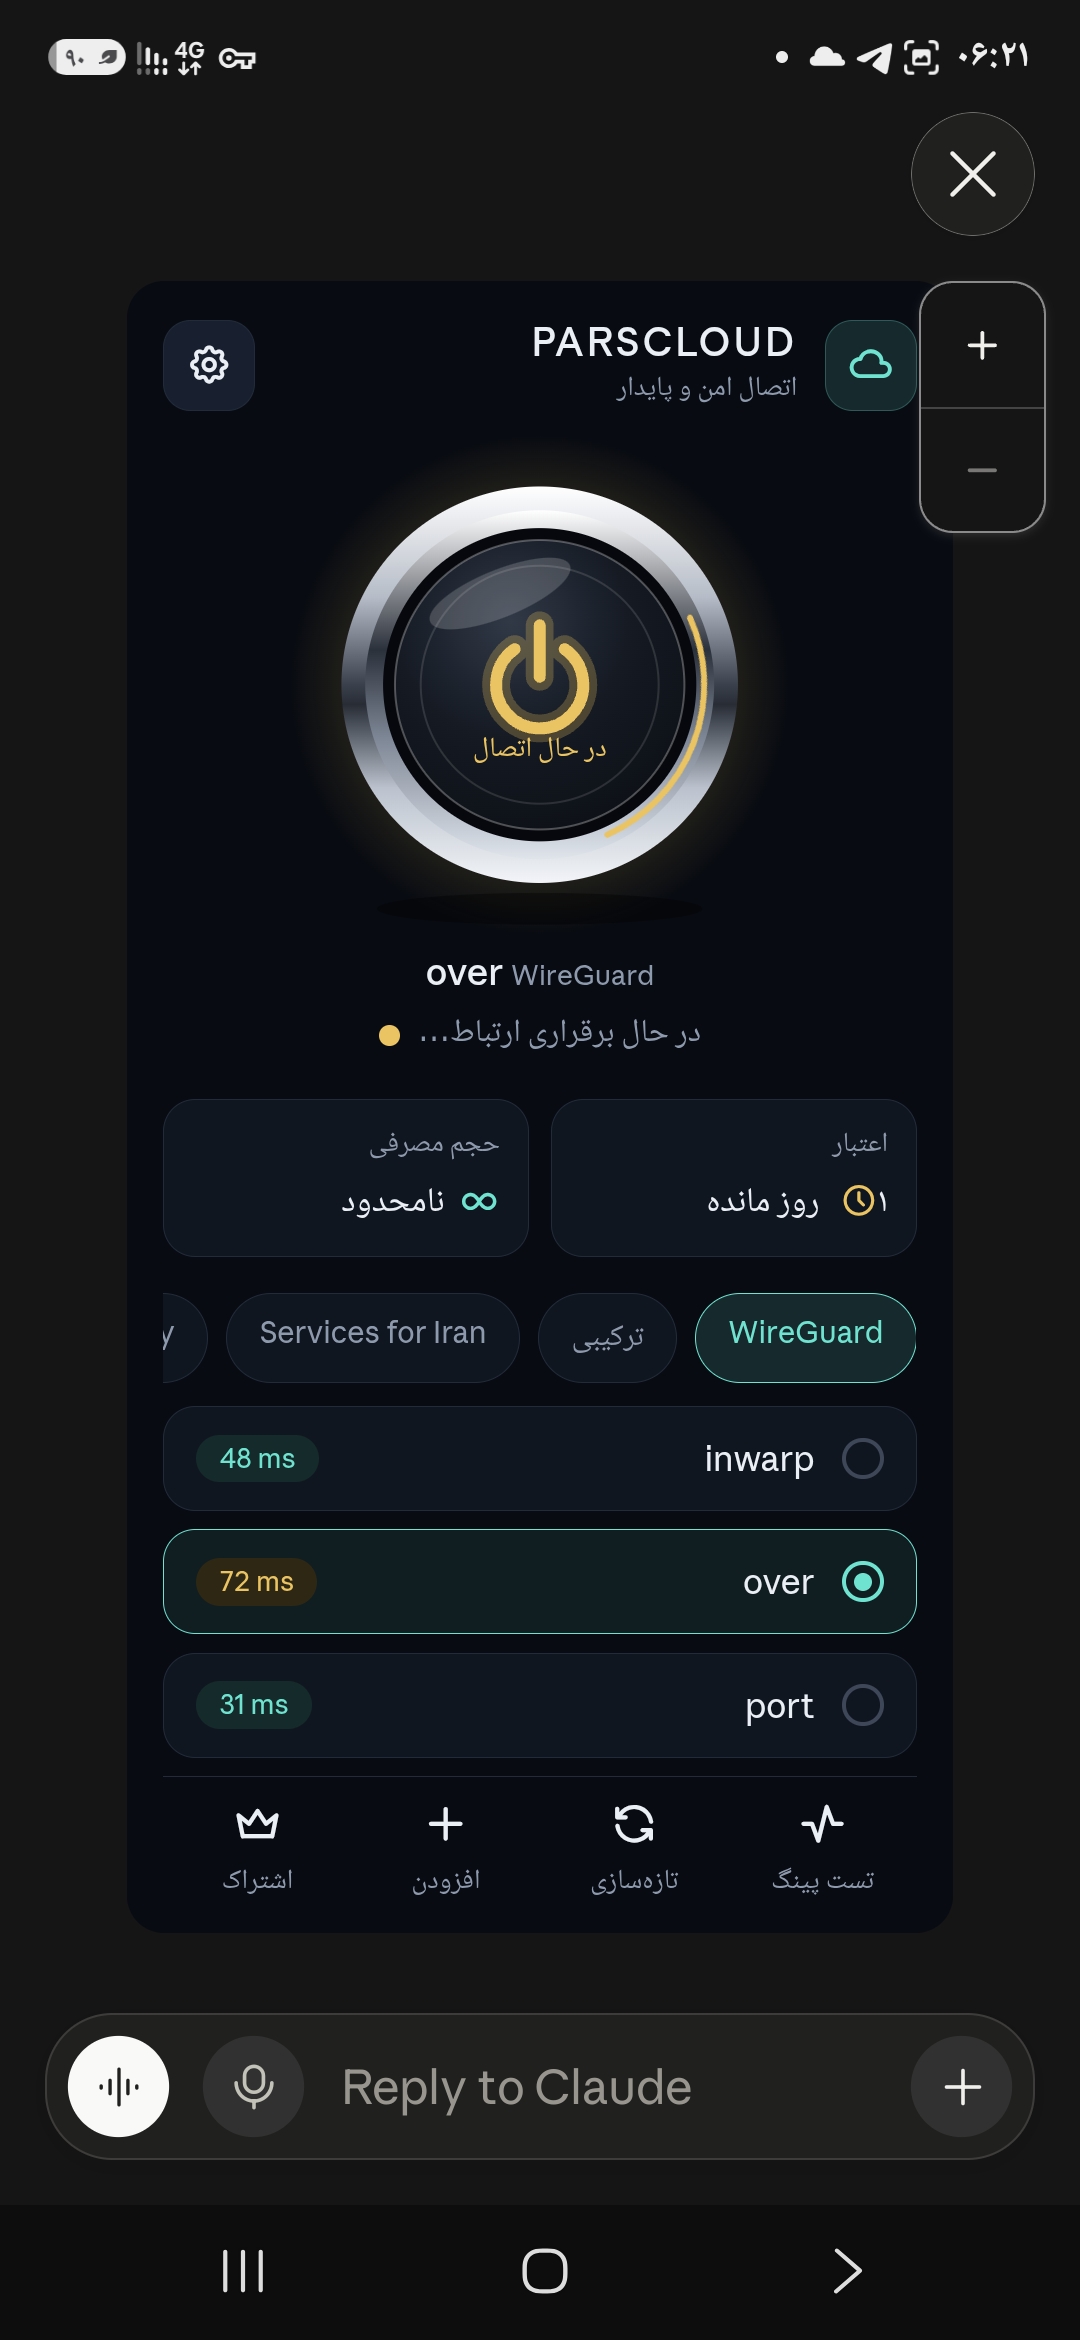 ۹۰
4G
۰۶:۲۱
PARSCLOUD
اتصال امن و پایدار
در حال اتصال
over WireGuard
در حال برقراری ارتباط...
اعتبار
۱ روز مانده
حجم مصرفی
نامحدود
WireGuard
ترکیبی
Services for Iran
y
inwarp
48 ms
over
72 ms
port
31 ms
تست پینگ
تازه‌سازی
افزودن
اشتراک
Reply to Claude